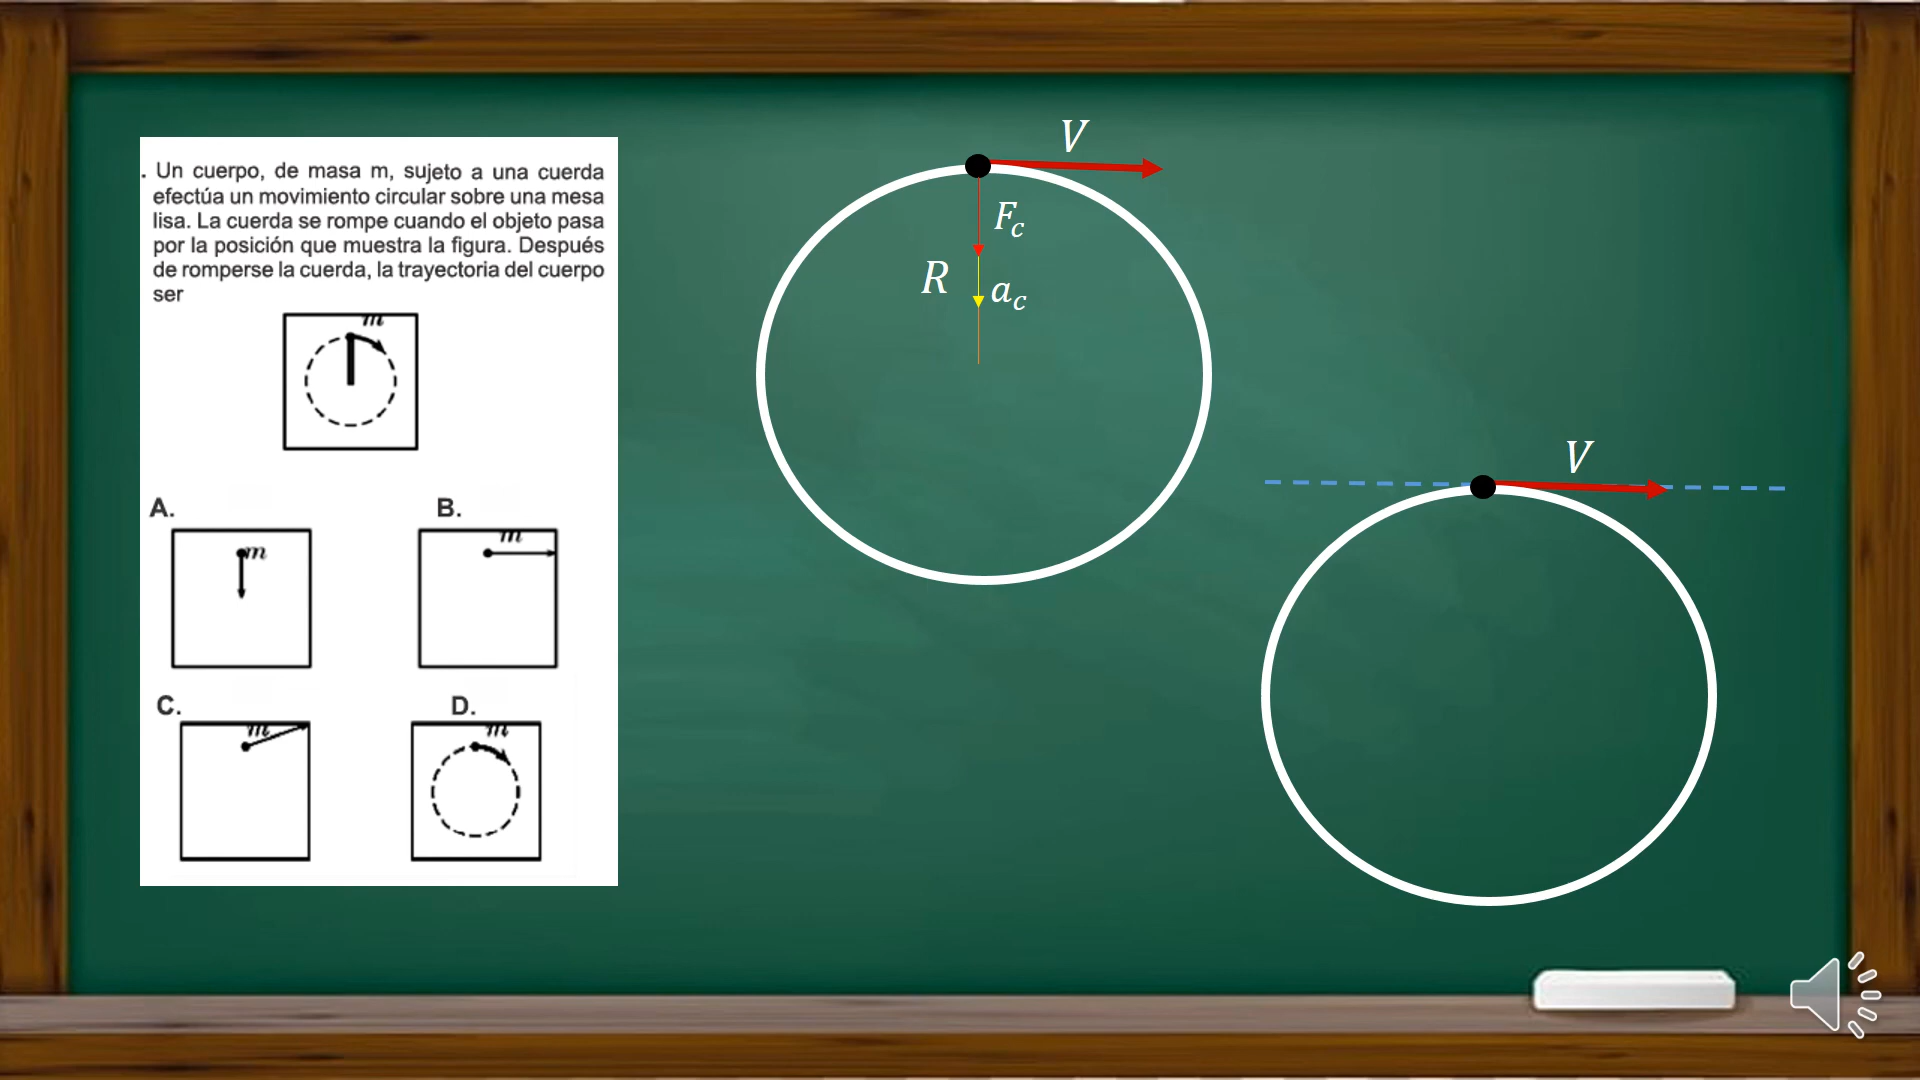 . Un cuerpo, de masa m, sujeto a una cuerda
efectúa un movimiento circular sobre una mesa
lisa. La cuerda se rompe cuando el objeto pasa
por la posición que muestra la figura. Después
de romperse la cuerda, la trayectoria del cuerpo
ser
m
A.
B.
m
m
C.
D.
m
m
V
F_c
R
a_c
V